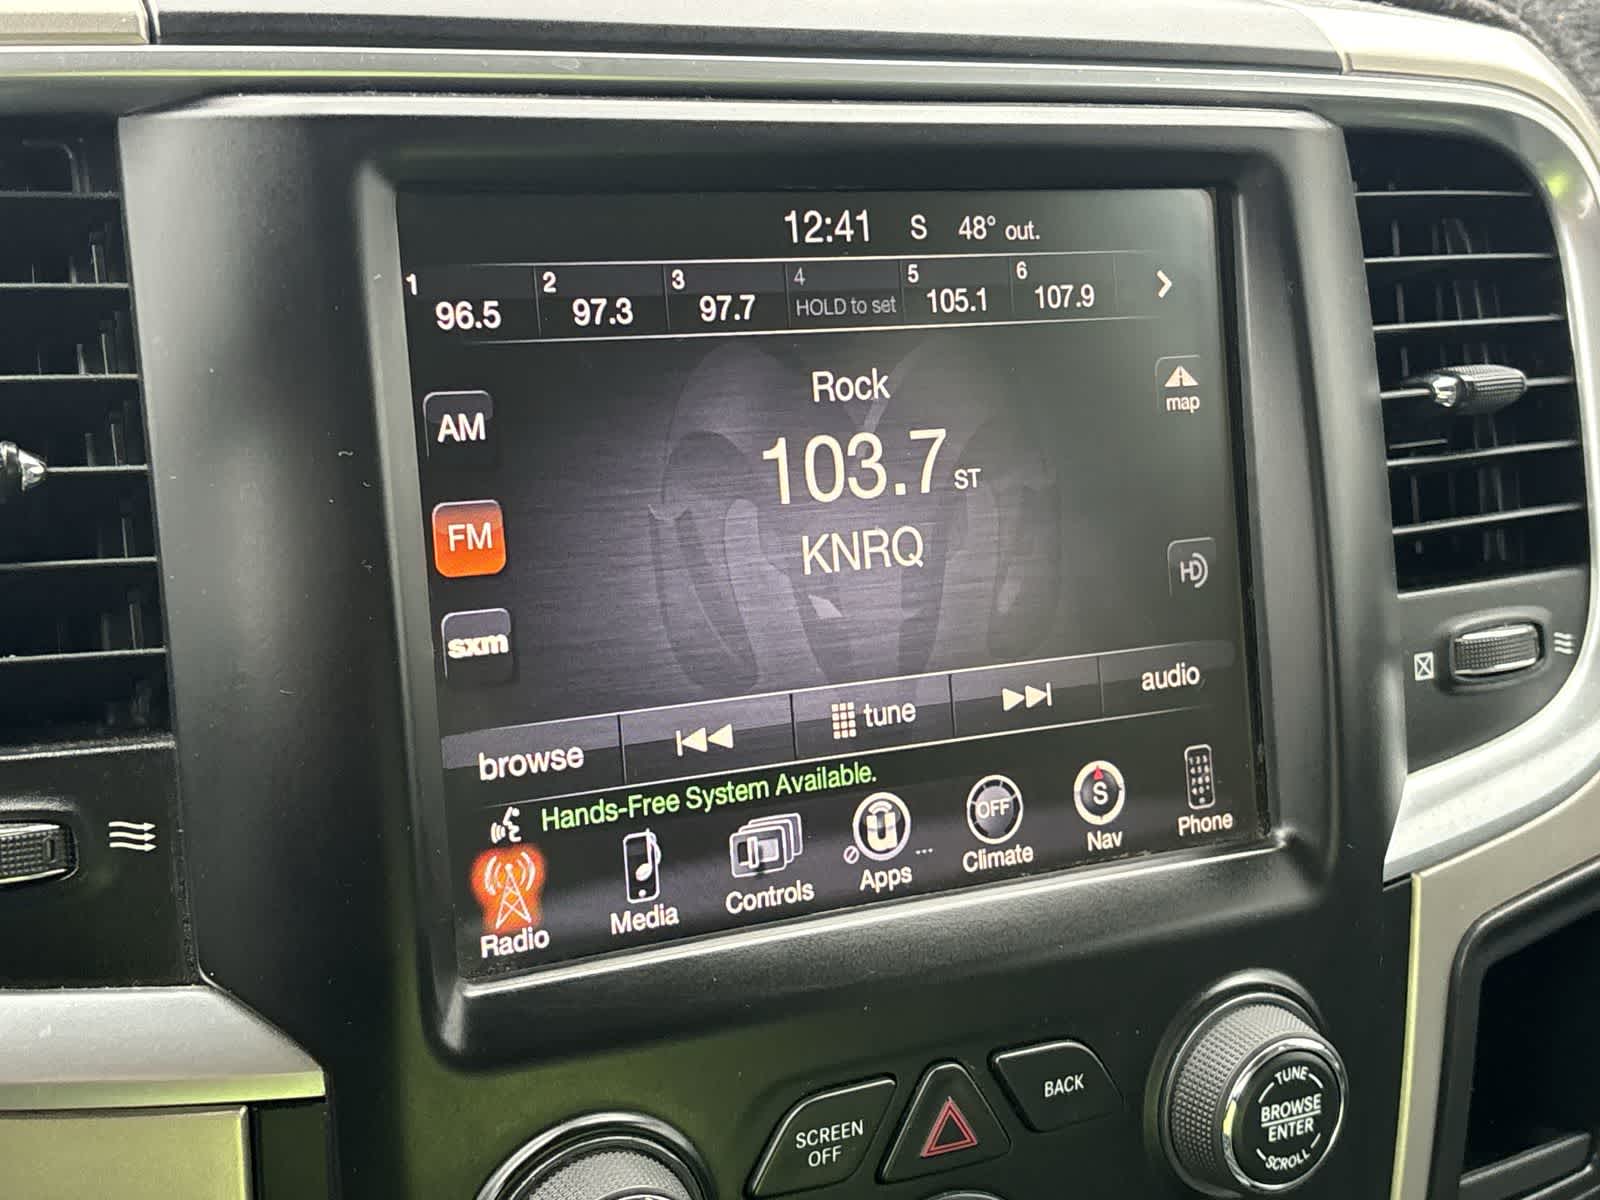 12:41 S 48° out.
1 2 3 4 5 6
96.5 97.3 97.7 HOLD to set 105.1 107.9
Rock
map
AM
103.7 ST
FM
KNRQ
HD
sxm
browse tune audio
Hands-Free System Available.
OFF S
Radio Media Controls Apps ... Climate Nav Phone
SCREEN
OFF
BACK
TUNE
BROWSE
ENTER
SCROLL